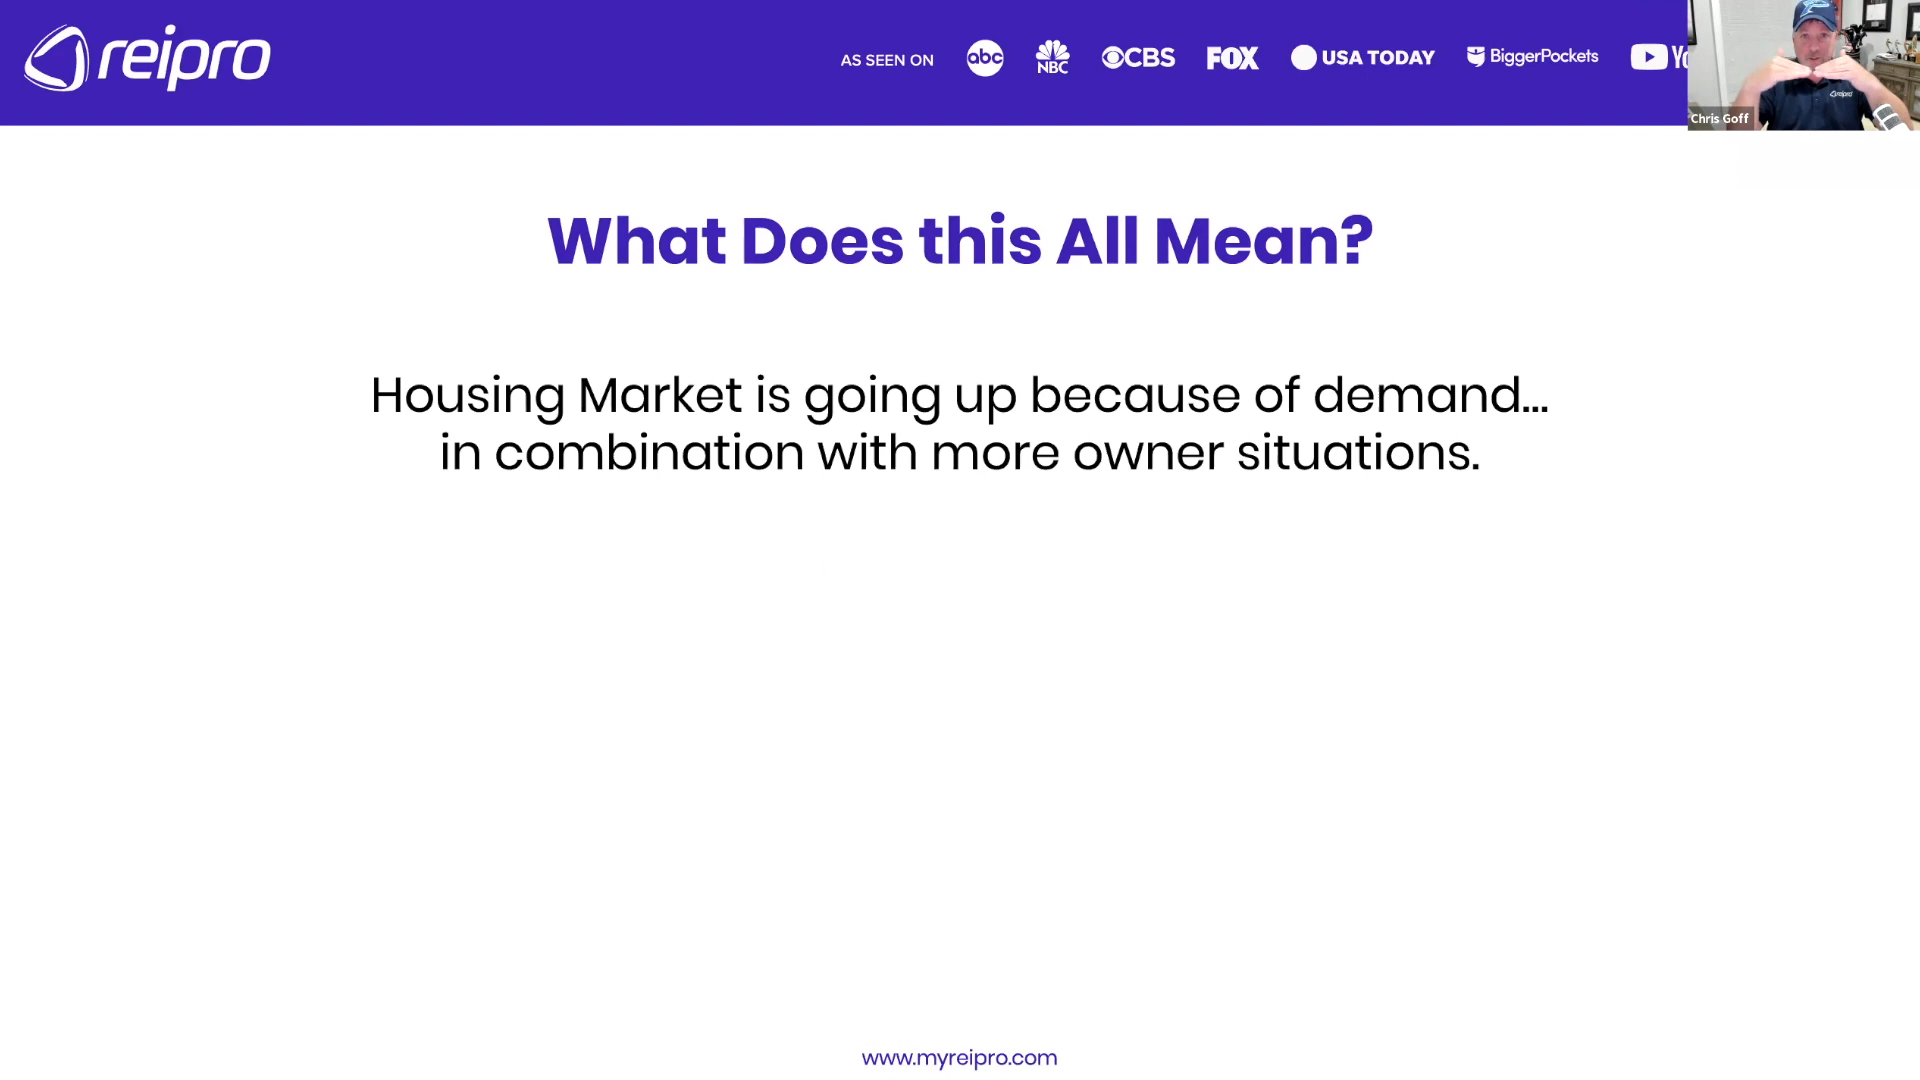 reipro
AS SEEN ON
abc
NBC
CBS
FOX
USA TODAY
BiggerPockets
Chris Goff
reipro
What Does this All Mean?
Housing Market is going up because of demand...
in combination with more owner situations.
www.myreipro.com